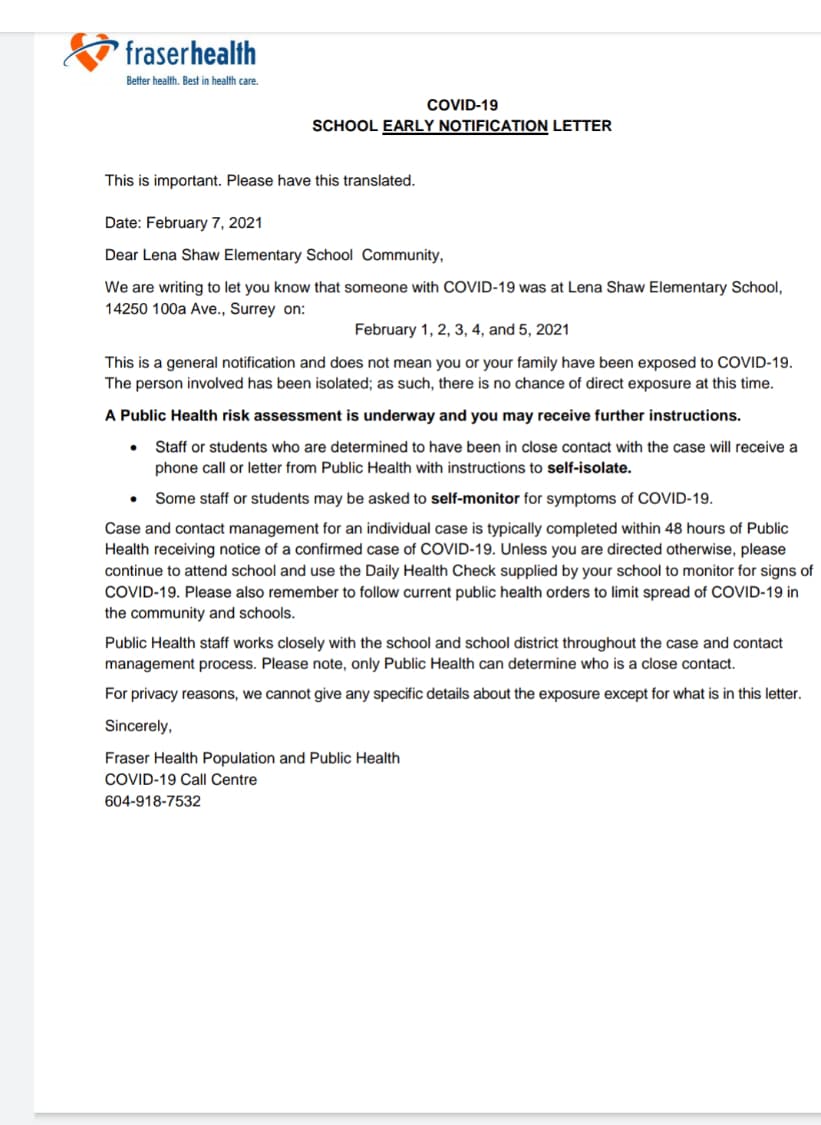 fraserhealth
Better health. Best in health care.
COVID-19
SCHOOL EARLY NOTIFICATION LETTER
This is important. Please have this translated.
Date: February 7, 2021
Dear Lena Shaw Elementary School Community,
We are writing to let you know that someone with COVID-19 was at Lena Shaw Elementary School,
14250 100a Ave., Surrey on:
February 1, 2, 3, 4, and 5, 2021
This is a general notification and does not mean you or your family have been exposed to COVID-19.
The person involved has been isolated; as such, there is no chance of direct exposure at this time.
A Public Health risk assessment is underway and you may receive further instructions.
• Staff or students who are determined to have been in close contact with the case will receive a
phone call or letter from Public Health with instructions to self-isolate.
• Some staff or students may be asked to self-monitor for symptoms of COVID-19.
Case and contact management for an individual case is typically completed within 48 hours of Public
Health receiving notice of a confirmed case of COVID-19. Unless you are directed otherwise, please
continue to attend school and use the Daily Health Check supplied by your school to monitor for signs of
COVID-19. Please also remember to follow current public health orders to limit spread of COVID-19 in
the community and schools.
Public Health staff works closely with the school and school district throughout the case and contact
management process. Please note, only Public Health can determine who is a close contact.
For privacy reasons, we cannot give any specific details about the exposure except for what is in this letter.
Sincerely,
Fraser Health Population and Public Health
COVID-19 Call Centre
604-918-7532